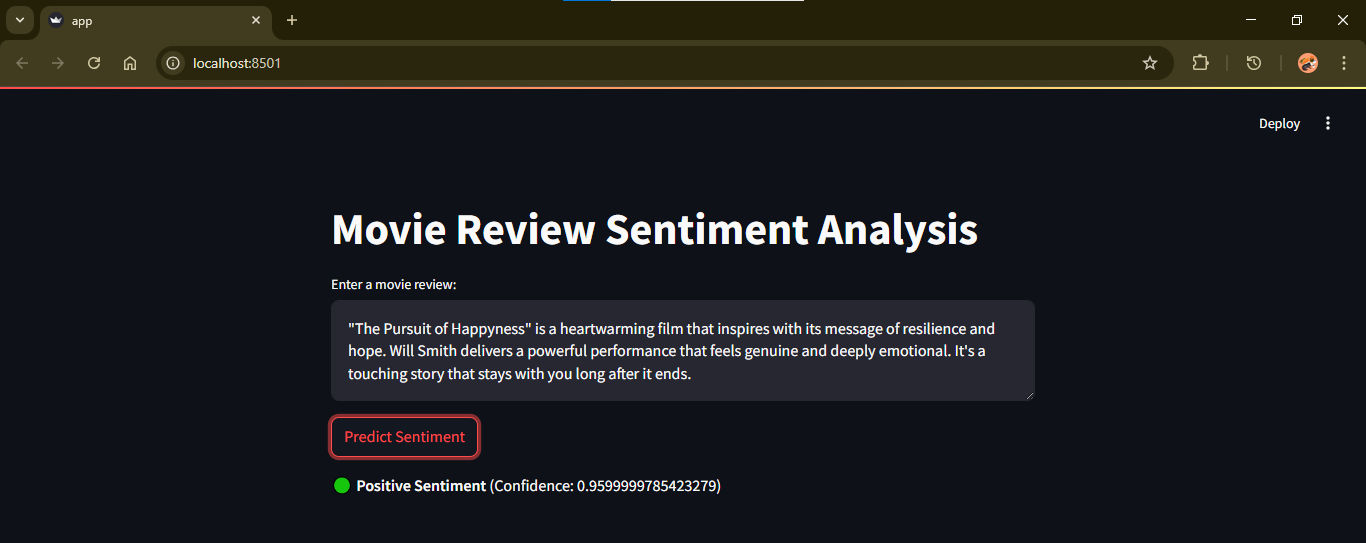 app
localhost:8501
Deploy
Movie Review Sentiment Analysis
Enter a movie review:
"The Pursuit of Happyness" is a heartwarming film that inspires with its message of resilience and
hope. Will Smith delivers a powerful performance that feels genuine and deeply emotional. It's a
touching story that stays with you long after it ends.
Predict Sentiment
Positive Sentiment (Confidence: 0.9599999785423279)